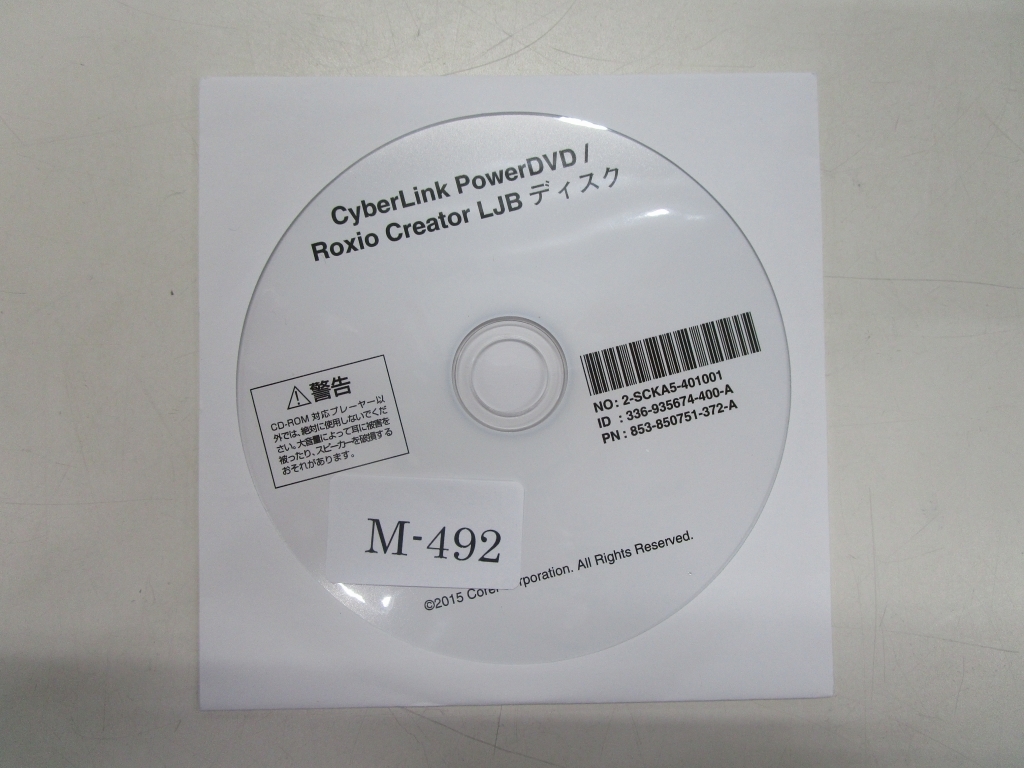 CyberLink PowerDVD /
Roxio Creator LJB ディスク
警告
CD-ROM 対応プレーヤー以
外では、絶対に使用しないでくだ
さい。大音量によって耳に被害を
被ったり、スピーカーを破損する
おそれがあります。
NO: 2-SCKA5-401001
ID : 336-935674-400-A
PN : 853-850751-372-A
M-492
©2015 Corel Corporation. All Rights Reserved.